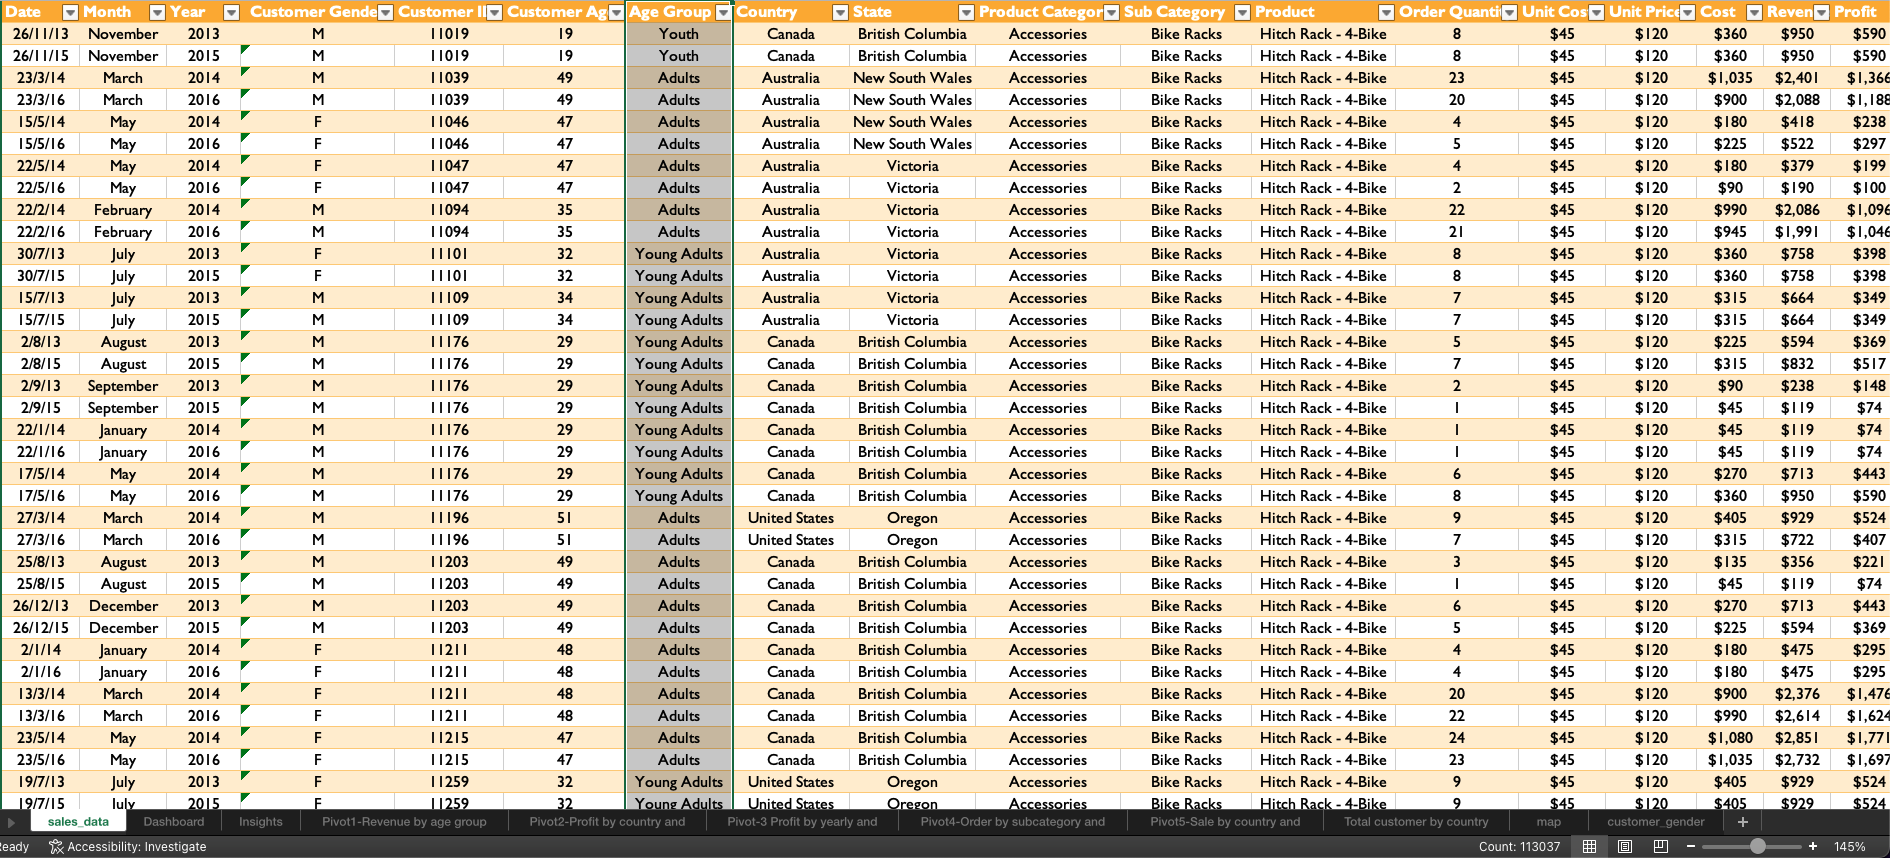 Date Month Year Customer Gende Customer I Customer Ag Age Group Country State Product Categor Sub Category Product Order Quanti Unit Cos Unit Price Cost Reven Profit
26/11/13 November 2013 M 11019 19 Youth Canada British Columbia Accessories Bike Racks Hitch Rack - 4-Bike 8 $45 $120 $360 $950 $590
26/11/15 November 2015 M 11019 19 Youth Canada British Columbia Accessories Bike Racks Hitch Rack - 4-Bike 8 $45 $120 $360 $950 $590
23/3/14 March 2014 M 11039 49 Adults Australia New South Wales Accessories Bike Racks Hitch Rack - 4-Bike 23 $45 $120 $1,035 $2,401 $1,366
23/3/16 March 2016 M 11039 49 Adults Australia New South Wales Accessories Bike Racks Hitch Rack - 4-Bike 20 $45 $120 $900 $2,088 $1,188
15/5/14 May 2014 F 11046 47 Adults Australia New South Wales Accessories Bike Racks Hitch Rack - 4-Bike 4 $45 $120 $180 $418 $238
15/5/16 May 2016 F 11046 47 Adults Australia New South Wales Accessories Bike Racks Hitch Rack - 4-Bike 5 $45 $120 $225 $522 $297
22/5/14 May 2014 F 11047 47 Adults Australia Victoria Accessories Bike Racks Hitch Rack - 4-Bike 4 $45 $120 $180 $379 $199
22/5/16 May 2016 F 11047 47 Adults Australia Victoria Accessories Bike Racks Hitch Rack - 4-Bike 2 $45 $120 $90 $190 $100
22/2/14 February 2014 M 11094 35 Adults Australia Victoria Accessories Bike Racks Hitch Rack - 4-Bike 22 $45 $120 $990 $2,086 $1,096
22/2/16 February 2016 M 11094 35 Adults Australia Victoria Accessories Bike Racks Hitch Rack - 4-Bike 21 $45 $120 $945 $1,991 $1,046
30/7/13 July 2013 F 11101 32 Young Adults Australia Victoria Accessories Bike Racks Hitch Rack - 4-Bike 8 $45 $120 $360 $758 $398
30/7/15 July 2015 F 11101 32 Young Adults Australia Victoria Accessories Bike Racks Hitch Rack - 4-Bike 8 $45 $120 $360 $758 $398
15/7/13 July 2013 M 11109 34 Young Adults Australia Victoria Accessories Bike Racks Hitch Rack - 4-Bike 7 $45 $120 $315 $664 $349
15/7/15 July 2015 M 11109 34 Young Adults Australia Victoria Accessories Bike Racks Hitch Rack - 4-Bike 7 $45 $120 $315 $664 $349
2/8/13 August 2013 M 11176 29 Young Adults Canada British Columbia Accessories Bike Racks Hitch Rack - 4-Bike 5 $45 $120 $225 $594 $369
2/8/15 August 2015 M 11176 29 Young Adults Canada British Columbia Accessories Bike Racks Hitch Rack - 4-Bike 7 $45 $120 $315 $832 $517
2/9/13 September 2013 M 11176 29 Young Adults Canada British Columbia Accessories Bike Racks Hitch Rack - 4-Bike 2 $45 $120 $90 $238 $148
2/9/15 September 2015 M 11176 29 Young Adults Canada British Columbia Accessories Bike Racks Hitch Rack - 4-Bike 1 $45 $120 $45 $119 $74
22/1/14 January 2014 M 11176 29 Young Adults Canada British Columbia Accessories Bike Racks Hitch Rack - 4-Bike 1 $45 $120 $45 $119 $74
22/1/16 January 2016 M 11176 29 Young Adults Canada British Columbia Accessories Bike Racks Hitch Rack - 4-Bike 1 $45 $120 $45 $119 $74
17/5/14 May 2014 M 11176 29 Young Adults Canada British Columbia Accessories Bike Racks Hitch Rack - 4-Bike 6 $45 $120 $270 $713 $443
17/5/16 May 2016 M 11176 29 Young Adults Canada British Columbia Accessories Bike Racks Hitch Rack - 4-Bike 8 $45 $120 $360 $950 $590
27/3/14 March 2014 M 11196 51 Adults United States Oregon Accessories Bike Racks Hitch Rack - 4-Bike 9 $45 $120 $405 $929 $524
27/3/16 March 2016 M 11196 51 Adults United States Oregon Accessories Bike Racks Hitch Rack - 4-Bike 7 $45 $120 $315 $722 $407
25/8/13 August 2013 M 11203 49 Adults Canada British Columbia Accessories Bike Racks Hitch Rack - 4-Bike 3 $45 $120 $135 $356 $221
25/8/15 August 2015 M 11203 49 Adults Canada British Columbia Accessories Bike Racks Hitch Rack - 4-Bike 1 $45 $120 $45 $119 $74
26/12/13 December 2013 M 11203 49 Adults Canada British Columbia Accessories Bike Racks Hitch Rack - 4-Bike 6 $45 $120 $270 $713 $443
26/12/15 December 2015 M 11203 49 Adults Canada British Columbia Accessories Bike Racks Hitch Rack - 4-Bike 5 $45 $120 $225 $594 $369
2/1/14 January 2014 F 11211 48 Adults Canada British Columbia Accessories Bike Racks Hitch Rack - 4-Bike 4 $45 $120 $180 $475 $295
2/1/16 January 2016 F 11211 48 Adults Canada British Columbia Accessories Bike Racks Hitch Rack - 4-Bike 4 $45 $120 $180 $475 $295
13/3/14 March 2014 F 11211 48 Adults Canada British Columbia Accessories Bike Racks Hitch Rack - 4-Bike 20 $45 $120 $900 $2,376 $1,476
13/3/16 March 2016 F 11211 48 Adults Canada British Columbia Accessories Bike Racks Hitch Rack - 4-Bike 22 $45 $120 $990 $2,614 $1,624
23/5/14 May 2014 F 11215 47 Adults Canada British Columbia Accessories Bike Racks Hitch Rack - 4-Bike 24 $45 $120 $1,080 $2,851 $1,771
23/5/16 May 2016 F 11215 47 Adults Canada British Columbia Accessories Bike Racks Hitch Rack - 4-Bike 23 $45 $120 $1,035 $2,732 $1,697
19/7/13 July 2013 F 11259 32 Young Adults United States Oregon Accessories Bike Racks Hitch Rack - 4-Bike 9 $45 $120 $405 $929 $524
19/7/15 July 2015 F 11259 32 Young Adults United States Oregon Accessories Bike Racks Hitch Rack - 4-Bike 9 $45 $120 $405 $929 $524
sales_data Dashboard Insights Pivot1-Revenue by age group Pivot2-Profit by country and Pivot-3 Profit by yearly and Pivot4-Order by subcategory and Pivot5-Sale by country and Total customer by country map customer_gender +
eady Accessibility: Investigate Count: 113037 − + 145%